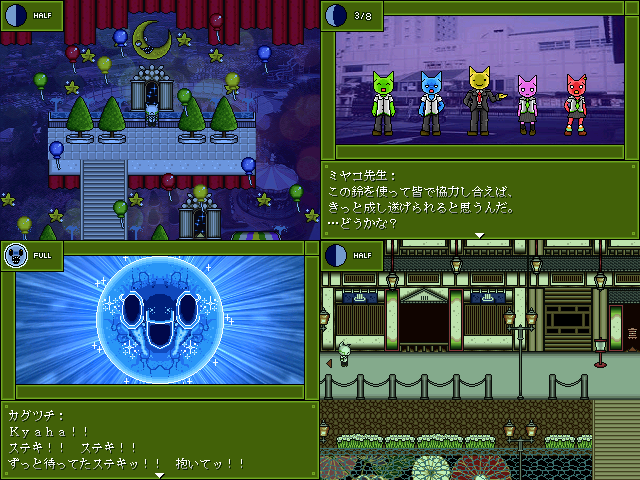 HALF
3/8
ミヤコ先生：
この鈴を使って皆で協力し合えば、
きっと成し遂げられると思うんだ。
…どうかな？
FULL
カグツチ：
Ｋｙａｈａ！！
ステキ！！　ステキ！！
ずっと待ってたステキッ！！　抱いてッ！！
HALF